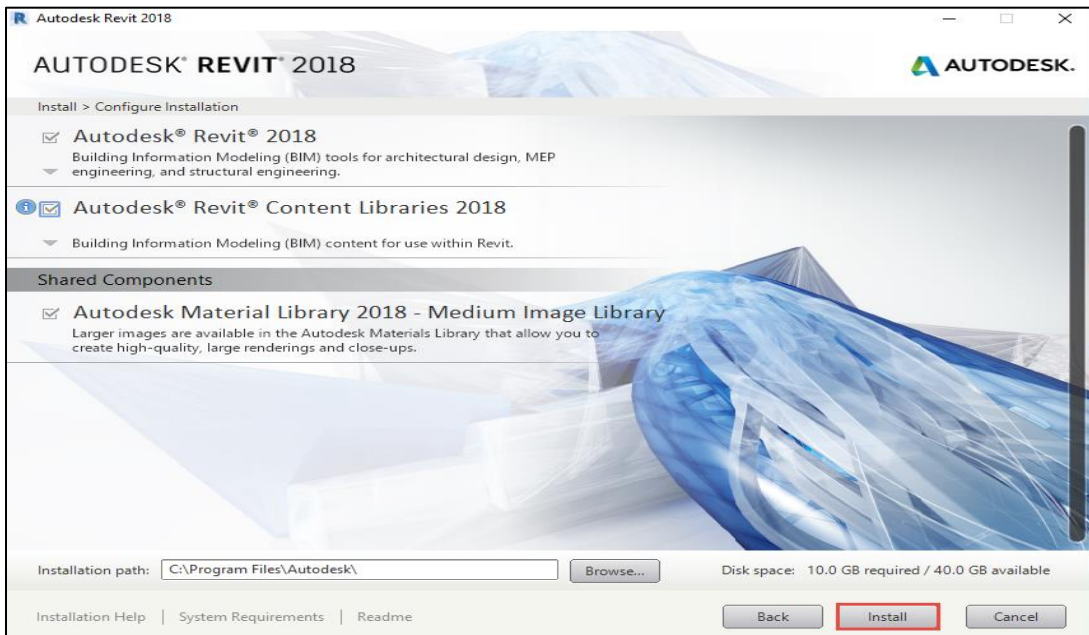 Autodesk Revit 2018
AUTODESK® REVIT® 2018
AUTODESK.
Install > Configure Installation
Autodesk® Revit® 2018
Building Information Modeling (BIM) tools for architectural design, MEP
engineering, and structural engineering.
Autodesk® Revit® Content Libraries 2018
Building Information Modeling (BIM) content for use within Revit.
Shared Components
Autodesk Material Library 2018 - Medium Image Library
Larger images are available in the Autodesk Materials Library that allow you to
create high-quality, large renderings and close-ups.
Installation path: C:\Program Files\Autodesk\ Browse... Disk space: 10.0 GB required / 40.0 GB available
Installation Help | System Requirements | Readme Back Install Cancel